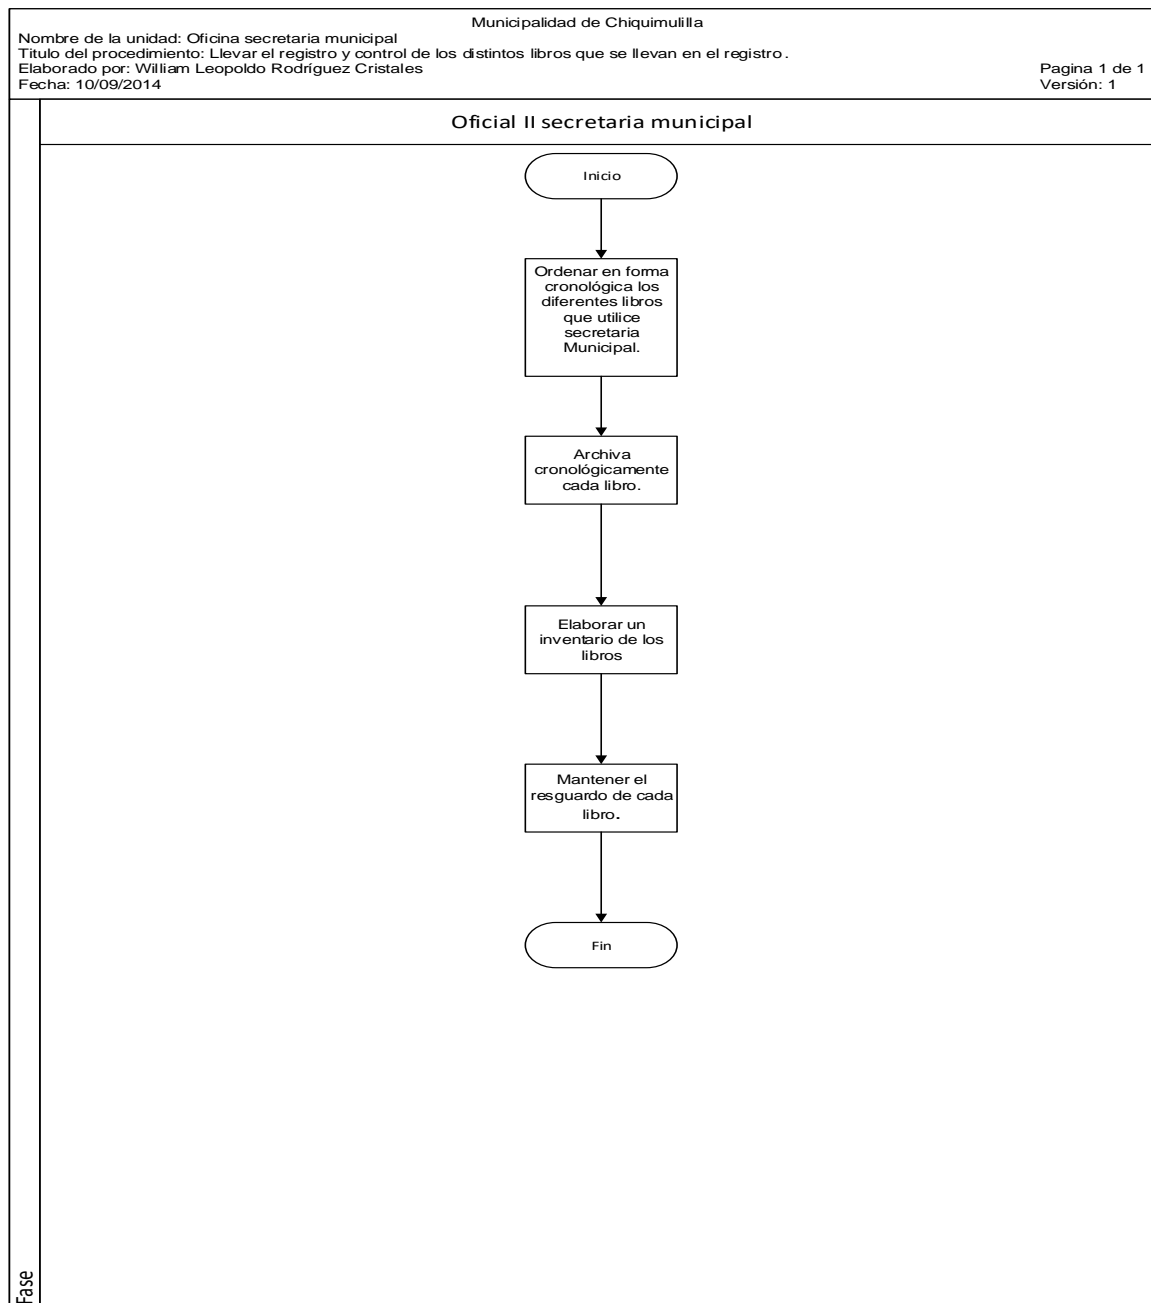 Municipalidad de Chiquimulilla
Nombre de la unidad: Oficina secretaria municipal
Titulo del procedimiento: Llevar el registro y control de los distintos libros que se llevan en el registro.
Elaborado por: William Leopoldo Rodríguez Cristales
Pagina 1 de 1
Fecha: 10/09/2014
Versión: 1
Oficial II secretaria municipal
Inicio
Ordenar en forma
cronológica los
diferentes libros
que utilice
secretaria
Municipal.
Archiva
cronológicamente
cada libro.
Elaborar un
inventario de los
libros
Mantener el
resguardo de cada
libro.
Fin
Fase